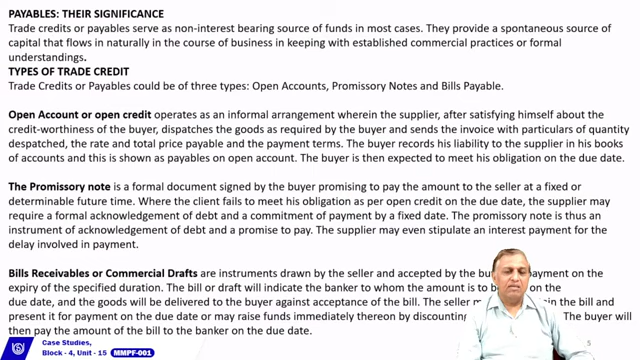 PAYABLES: THEIR SIGNIFICANCE
Trade credits or payables serve as non-interest bearing source of funds in most cases. They provide a spontaneous source of
capital that flows in naturally in the course of business in keeping with established commercial practices or formal
understandings.
TYPES OF TRADE CREDIT
Trade Credits or Payables could be of three types: Open Accounts, Promissory Notes and Bills Payable.
Open Account or open credit operates as an informal arrangement wherein the supplier, after satisfying himself about the
credit-worthiness of the buyer, dispatches the goods as required by the buyer and sends the invoice with particulars of quantity
despatched, the rate and total price payable and the payment terms. The buyer records his liability to the supplier in his books
of accounts and this is shown as payables on open account. The buyer is then expected to meet his obligation on the due date.
The Promissory note is a formal document signed by the buyer promising to pay the amount to the seller at a fixed or
determinable future time. Where the client fails to meet his obligation as per open credit on the due date, the supplier may
require a formal acknowledgement of debt and a commitment of payment by a fixed date. The promissory note is thus an
instrument of acknowledgement of debt and a promise to pay. The supplier may even stipulate an interest payment for the
delay involved in payment.
Bills Receivables or Commercial Drafts are instruments drawn by the seller and accepted by the ayment on the
expiry of the specified duration. The bill or draft will indicate the banker to whom the amount is to on the
due date, and the goods will be delivered to the buyer against acceptance of the bill. The seller in the bill and
present it for payment on the due date or may raise funds immediately thereon by discounting The buyer will
then pay the amount of the bill to the banker on the due date.
Case Studies,
Block - 4, Unit - 15 MMPF-001